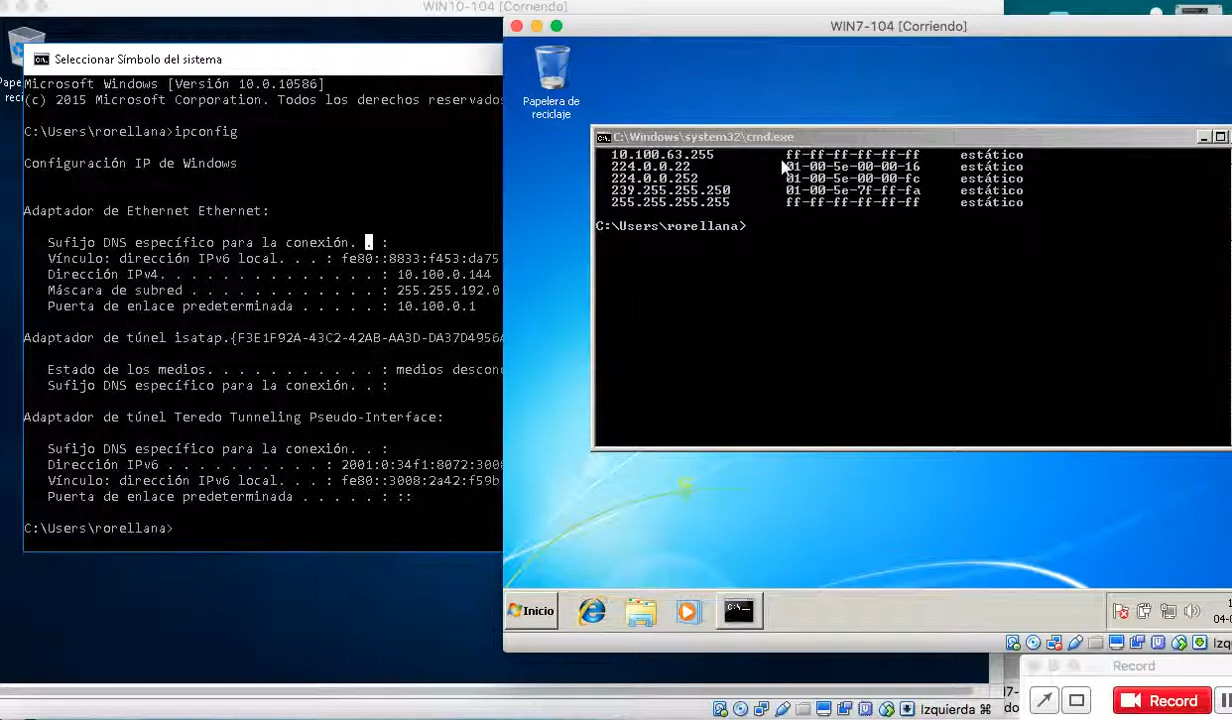 WIN10-104 [Corriendo]
Seleccionar Símbolo del sistema
Microsoft Windows [Versión 10.0.10586]
(c) 2015 Microsoft Corporation. Todos los derechos reservados
C:\Users\rorellana>ipconfig
Configuración IP de Windows
Adaptador de Ethernet Ethernet:
Sufijo DNS específico para la conexión. . :
Vínculo: dirección IPv6 local. . . : fe80::8833:f453:da75
Dirección IPv4. . . . . . . . . . . . . . : 10.100.0.144
Máscara de subred . . . . . . . . . . . . : 255.255.192.0
Puerta de enlace predeterminada . . . . . : 10.100.0.1
Adaptador de túnel isatap.{F3E1F92A-43C2-42AB-AA3D-DA37D4956A
Estado de los medios. . . . . . . . . . . : medios descone
Sufijo DNS específico para la conexión. . :
Adaptador de túnel Teredo Tunneling Pseudo-Interface:
Sufijo DNS específico para la conexión. . :
Dirección IPv6 . . . . . . . . . . : 2001:0:34f1:8072:3008
Vínculo: dirección IPv6 local. . . : fe80::3008:2a42:f59b
Puerta de enlace predeterminada . . . . . : ::
C:\Users\rorellana>
WIN7-104 [Corriendo]
Papelera de
reciclaje
C:\Windows\system32\cmd.exe
10.100.63.255 ff-ff-ff-ff-ff-ff estático
224.0.0.22 01-00-5e-00-00-16 estático
224.0.0.252 01-00-5e-00-00-fc estático
239.255.255.250 01-00-5e-7f-ff-fa estático
255.255.255.255 ff-ff-ff-ff-ff-ff estático
C:\Users\rorellana>
Inicio
Izquierda ⌘
Record
Record